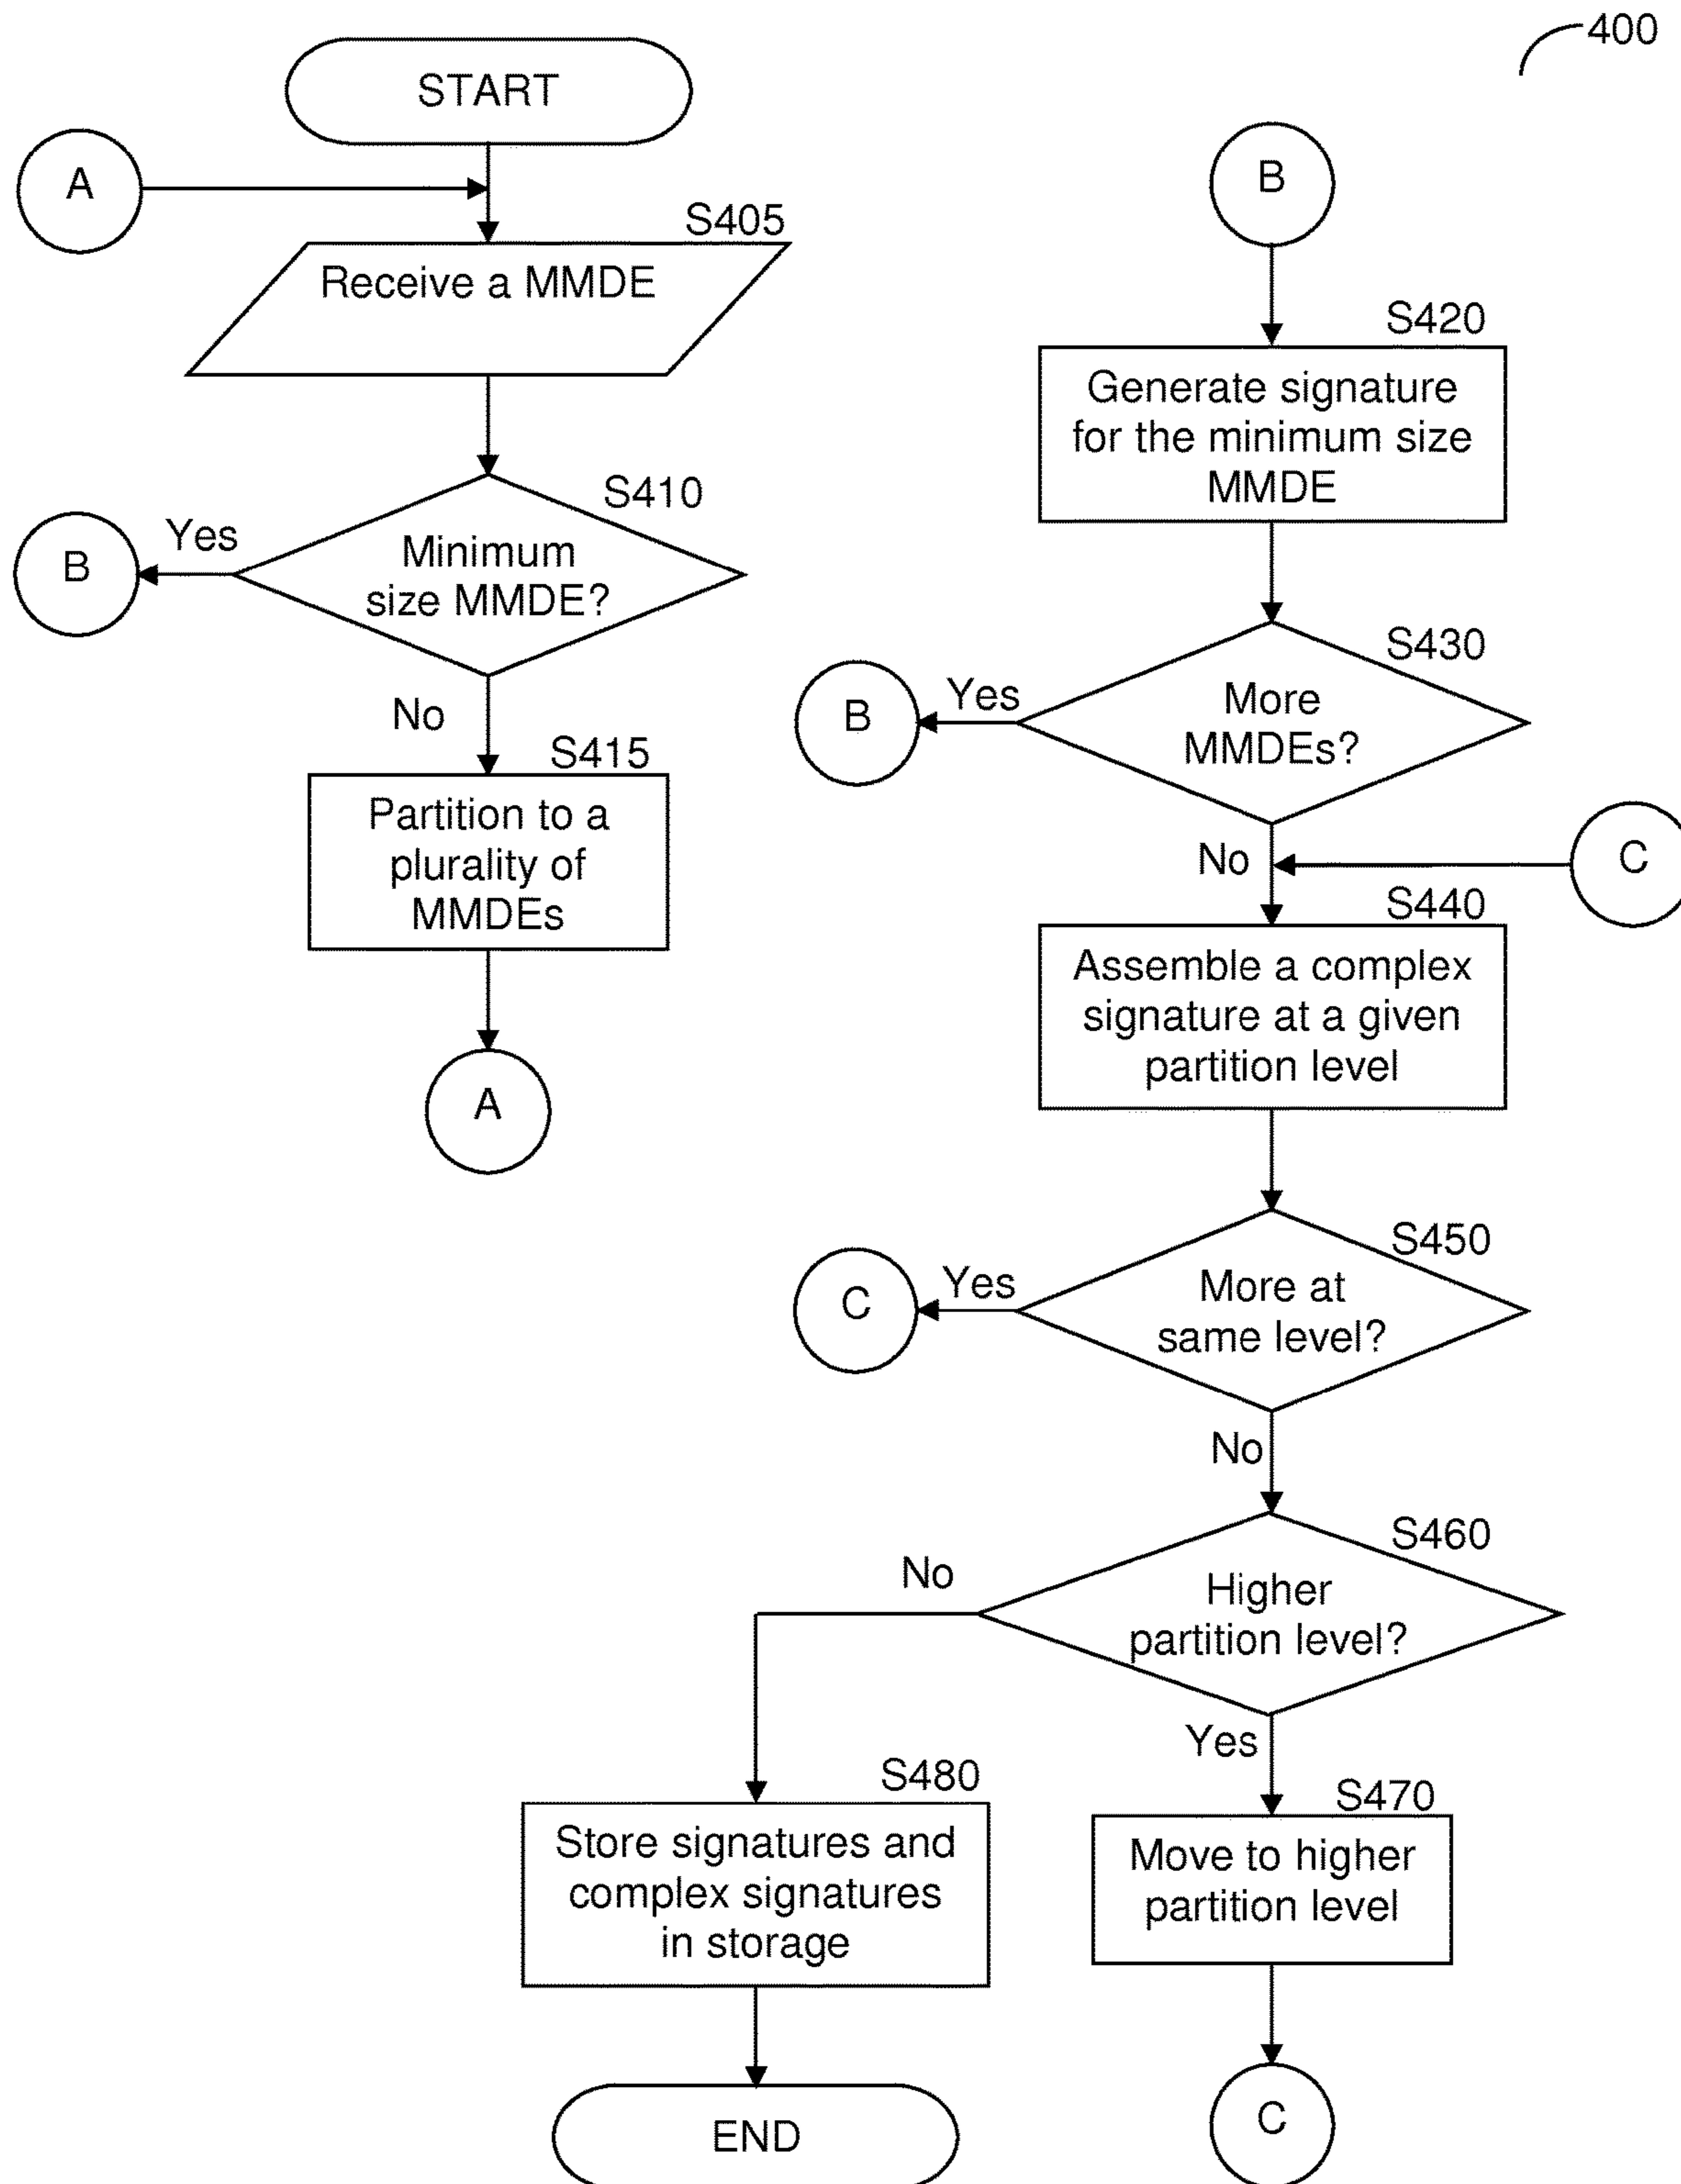 400
START
A
S405
Receive a MMDE
S410
Minimum
size MMDE?
Yes
B
No
S415
Partition to a
plurality of
MMDEs
A
B
S420
Generate signature
for the minimum size
MMDE
S430
More
MMDEs?
Yes
B
No
C
S440
Assemble a complex
signature at a given
partition level
S450
More at
same level?
Yes
C
No
S460
Higher
partition level?
No
Yes
S480
Store signatures and
complex signatures
in storage
END
S470
Move to higher
partition level
C